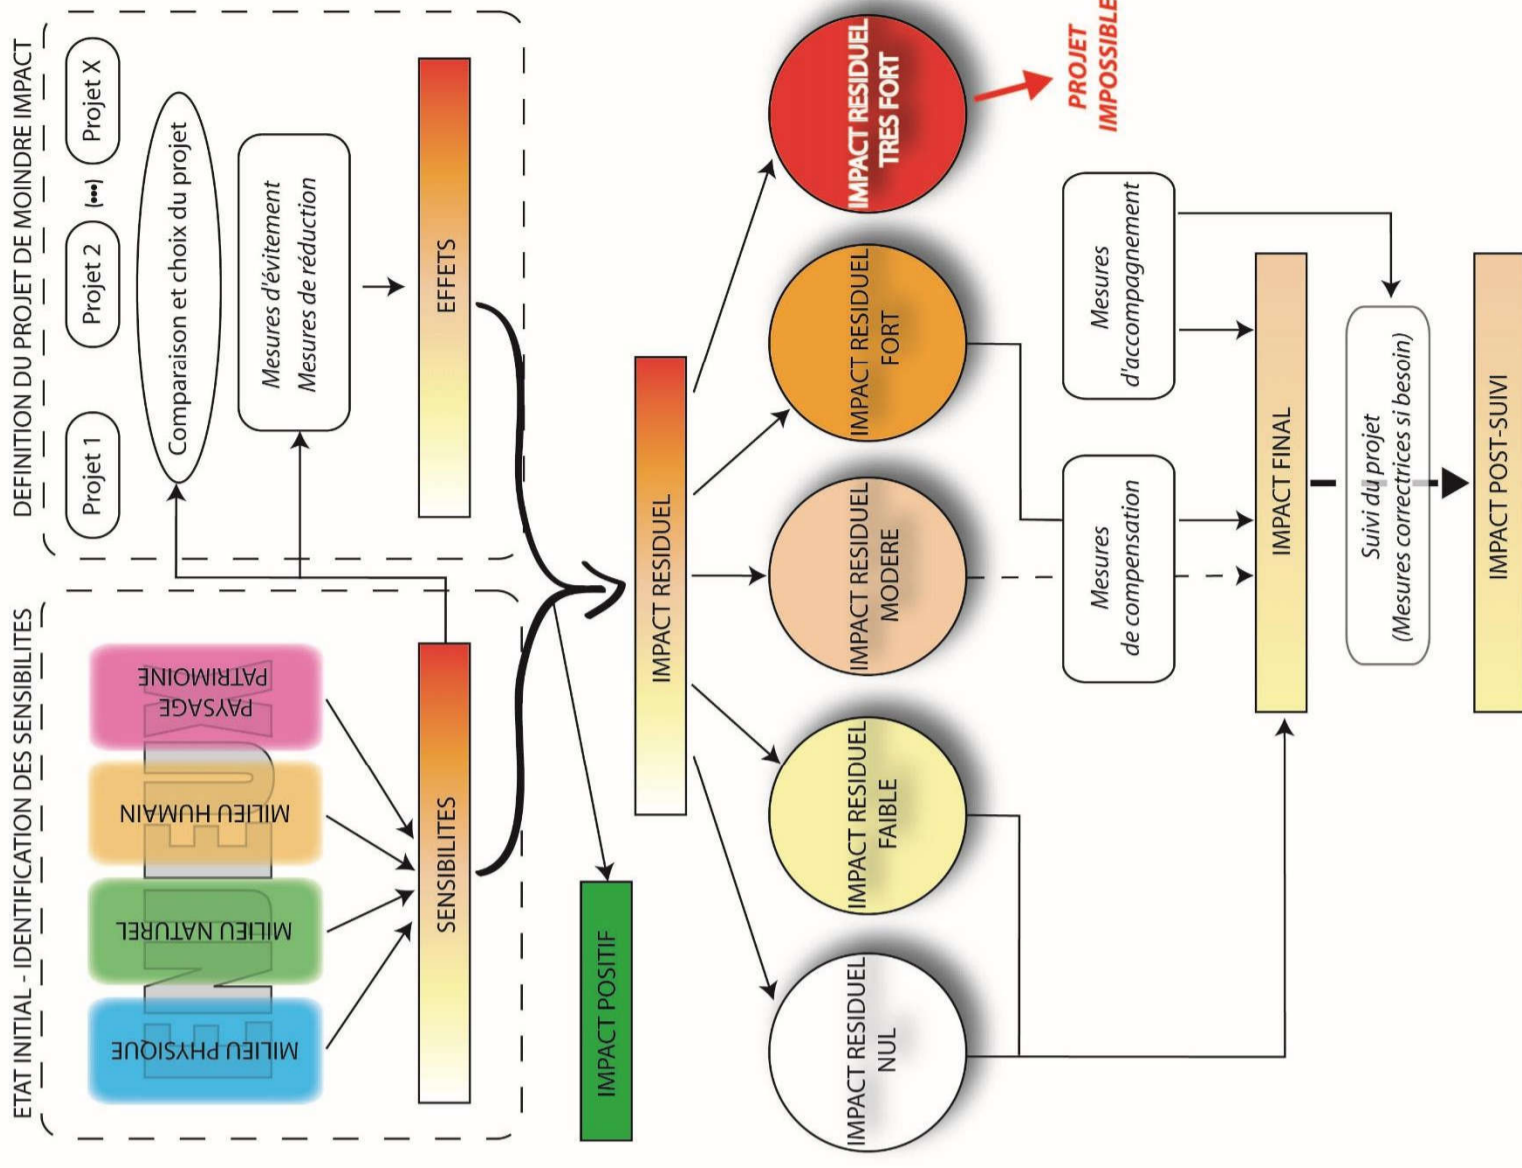 ETAT INITIAL - IDENTIFICATION DES SENSIBILITES
ENJEUX
MILIEU PHYSIQUE
MILIEU NATUREL
MILIEU HUMAIN
PAYSAGE
PATRIMOINE
SENSIBILITES
DEFINITION DU PROJET DE MOINDRE IMPACT
Projet 1
Projet 2
(•••)
Projet X
Comparaison et choix du projet
Mesures d'évitement
Mesures de réduction
EFFETS
IMPACT POSITIF
IMPACT RESIDUEL
IMPACT RESIDUEL
NUL
IMPACT RESIDUEL
FAIBLE
IMPACT RESIDUEL
MODERE
IMPACT RESIDUEL
FORT
IMPACT RESIDUEL
TRES FORT
PROJET
IMPOSSIBLE
Mesures
de compensation
Mesures
d'accompagnement
IMPACT FINAL
Suivi du projet
(Mesures correctrices si besoin)
IMPACT POST-SUIVI